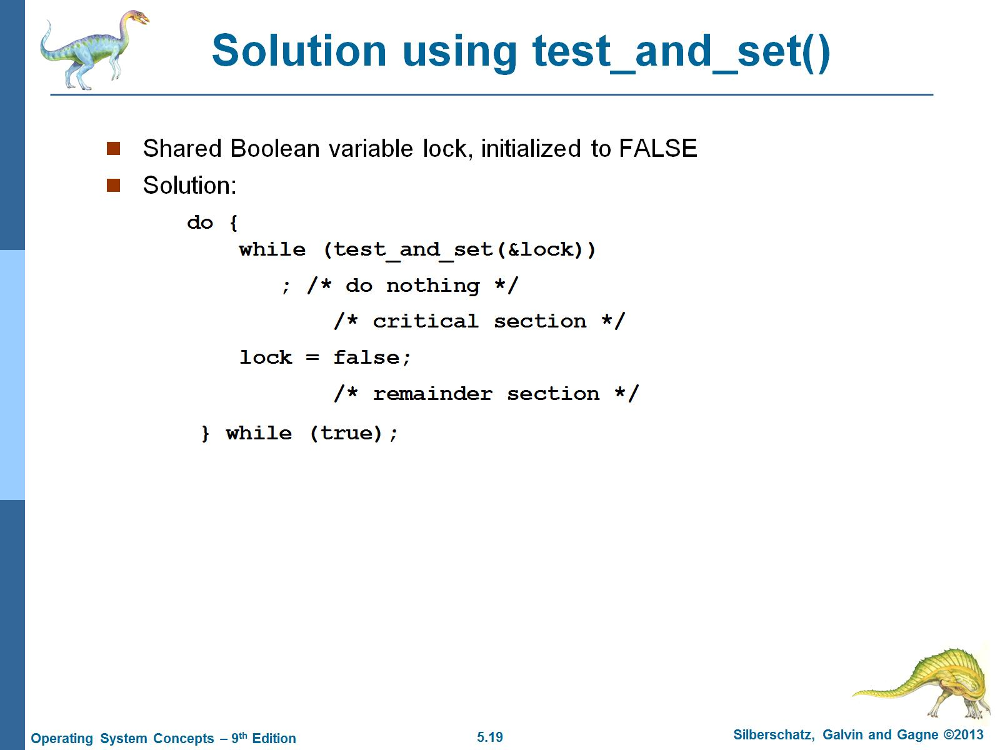 Solution using test_and_set()
Shared Boolean variable lock, initialized to FALSE
Solution:
do {
while (test_and_set(&lock))
; /* do nothing */
/* critical section */
lock = false;
/* remainder section */
} while (true);
Operating System Concepts – 9th Edition
5.19
Silberschatz, Galvin and Gagne ©2013